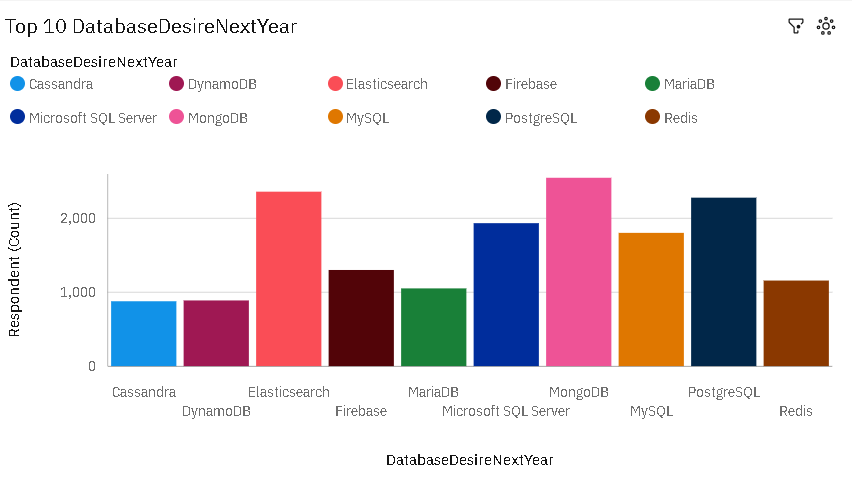 Top 10 DatabaseDesireNextYear
DatabaseDesireNextYear
Cassandra DynamoDB Elasticsearch Firebase MariaDB
Microsoft SQL Server MongoDB MySQL PostgreSQL Redis
Respondent (Count)
2,000
1,000
0
Cassandra Elasticsearch MariaDB MongoDB PostgreSQL
DynamoDB Firebase Microsoft SQL Server MySQL Redis
DatabaseDesireNextYear